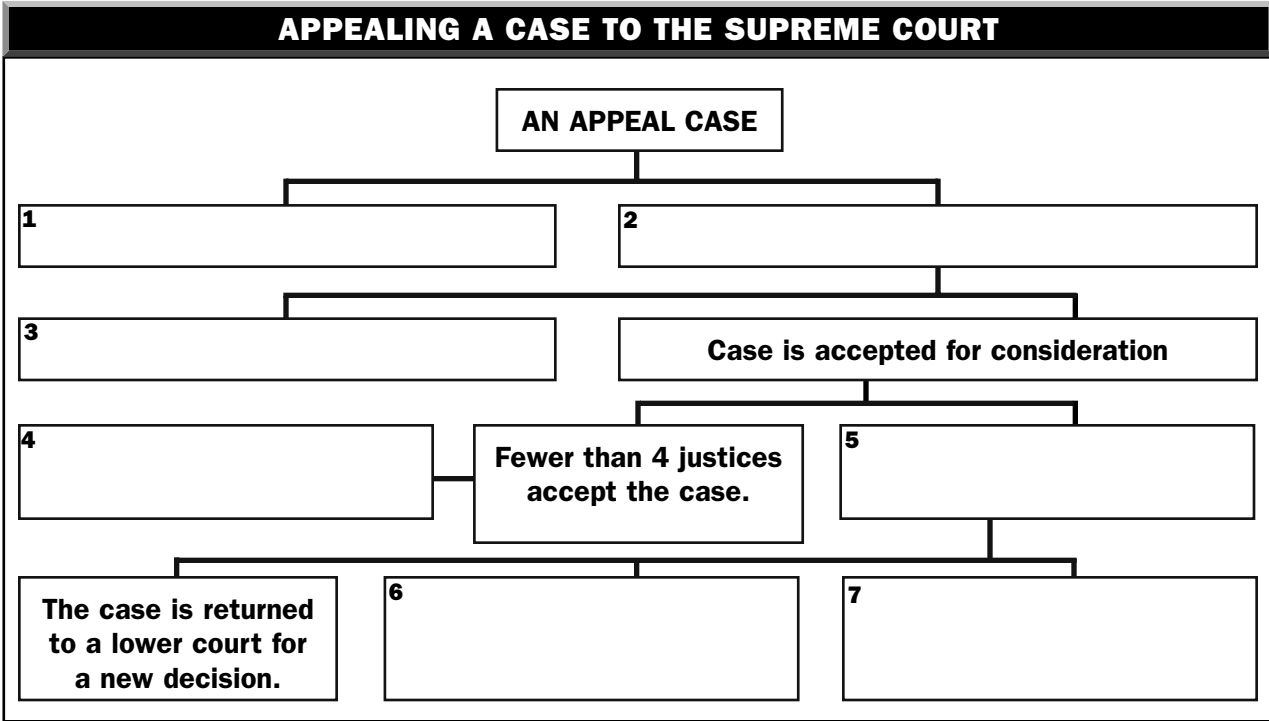 APPEALING A CASE TO THE SUPREME COURT
AN APPEAL CASE
1
2
3
Case is accepted for consideration
4
Fewer than 4 justices
accept the case.
5
The case is returned
to a lower court for
a new decision.
6
7